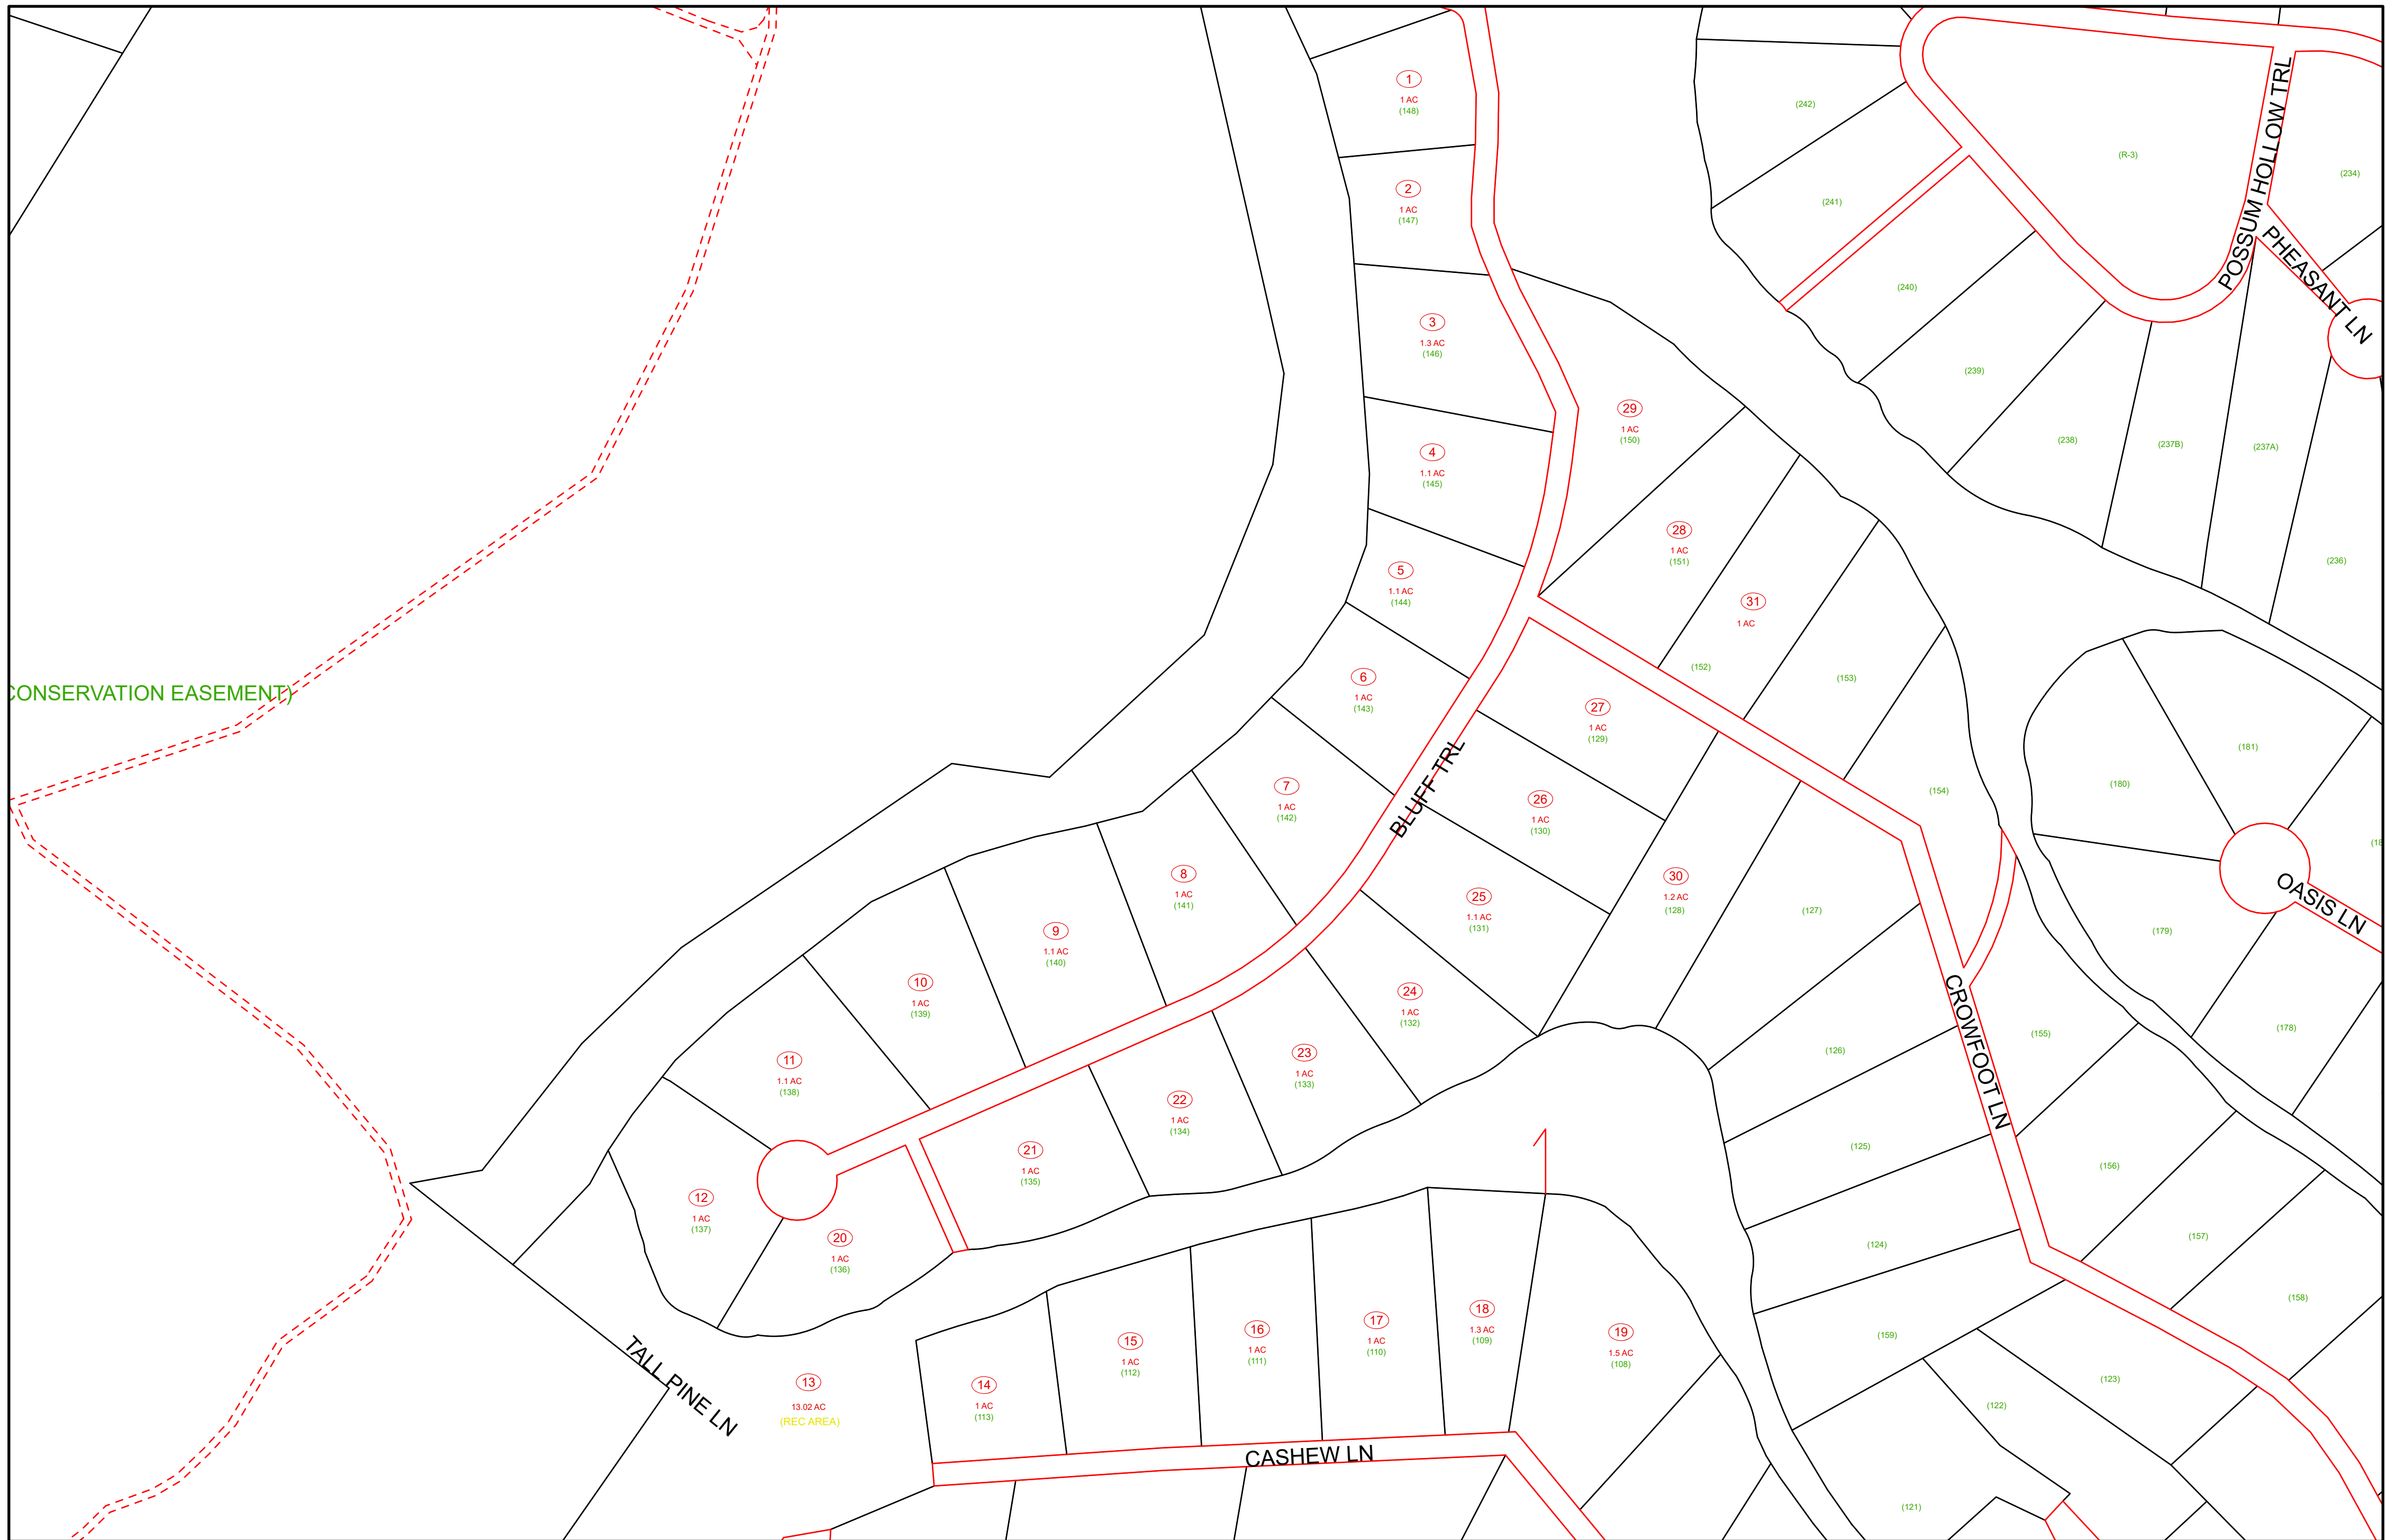 1
1 AC
(148)
2
1 AC
(147)
3
1.3 AC
(146)
4
1.1 AC
(145)
5
1.1 AC
(144)
6
1 AC
(143)
7
1 AC
(142)
8
1 AC
(141)
9
1.1 AC
(140)
10
1 AC
(139)
11
1.1 AC
(138)
12
1 AC
(137)
13
13.02 AC
(REC AREA)
14
1 AC
(113)
15
1 AC
(112)
16
1 AC
(111)
17
1 AC
(110)
18
1.3 AC
(109)
19
1.5 AC
(108)
20
1 AC
(136)
21
1 AC
(135)
22
1 AC
(134)
23
1 AC
(133)
24
1 AC
(132)
25
1.1 AC
(131)
26
1 AC
(130)
27
1 AC
(129)
28
1 AC
(151)
29
1 AC
(150)
30
1.2 AC
(128)
31
1 AC
(152)
(153)
(154)
(127)
(126)
(125)
(124)
(159)
(123)
(122)
(121)
(155)
(156)
(157)
(158)
(178)
(179)
(180)
(181)
(242)
(241)
(240)
(239)
(238)
(237B)
(237A)
(236)
(234)
(R-3)
CONSERVATION EASEMENT)
POSSUM HOLLOW TRL
PHEASANT LN
BLUFF TRL
OASIS LN
CROWFOOT LN
TALL PINE LN
CASHEW LN